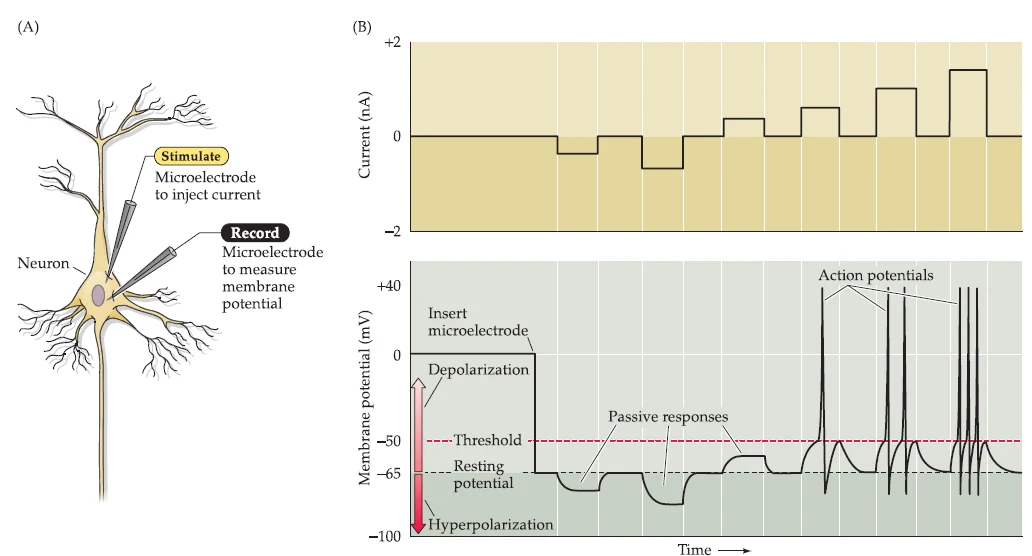 (A)
Stimulate
Microelectrode
to inject current
Record
Microelectrode
to measure
membrane
potential
Neuron
(B)
Current (nA)
+2
0
−2
Membrane potential (mV)
+40
0
−50
−65
−100
Insert
microelectrode
Depolarization
Threshold
Resting
potential
Hyperpolarization
Passive responses
Action potentials
Time